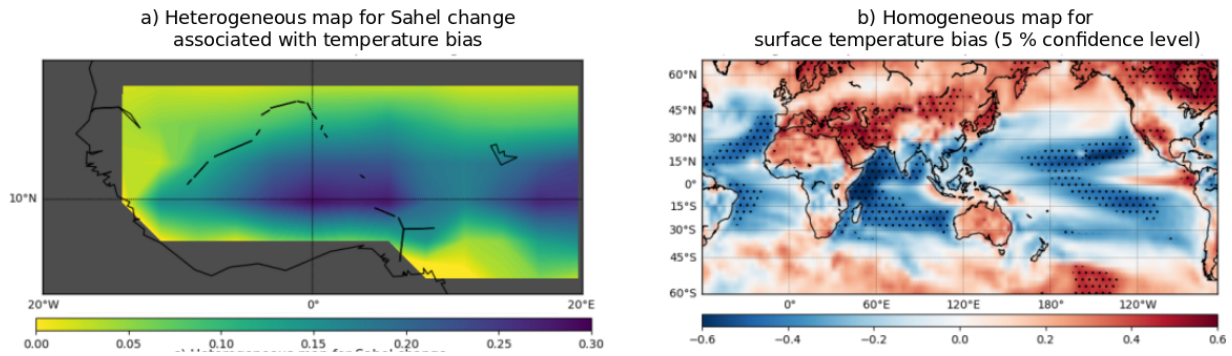 a) Heterogeneous map for Sahel change
associated with temperature bias
b) Homogeneous map for
surface temperature bias (5 % confidence level)
10°N
20°W 0° 20°E
0.00 0.05 0.10 0.15 0.20 0.25 0.30
60°N
45°N
30°N
15°N
0°
15°S
30°S
45°S
60°S
0° 60°E 120°E 180° 120°W
−0.6 −0.4 −0.2 0.0 0.2 0.4 0.6